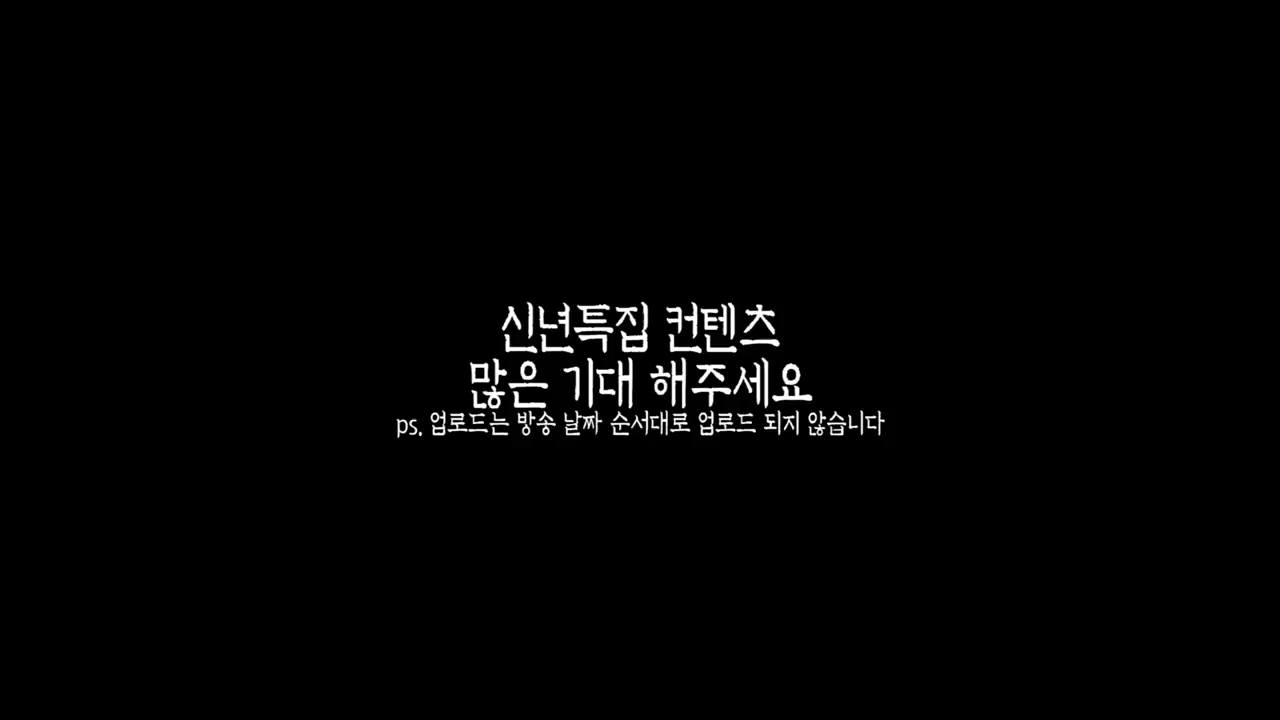 신년특집 컨텐츠
많은 기대 해주세요
ps. 업로드는 방송 날짜 순서대로 업로드 되지 않습니다